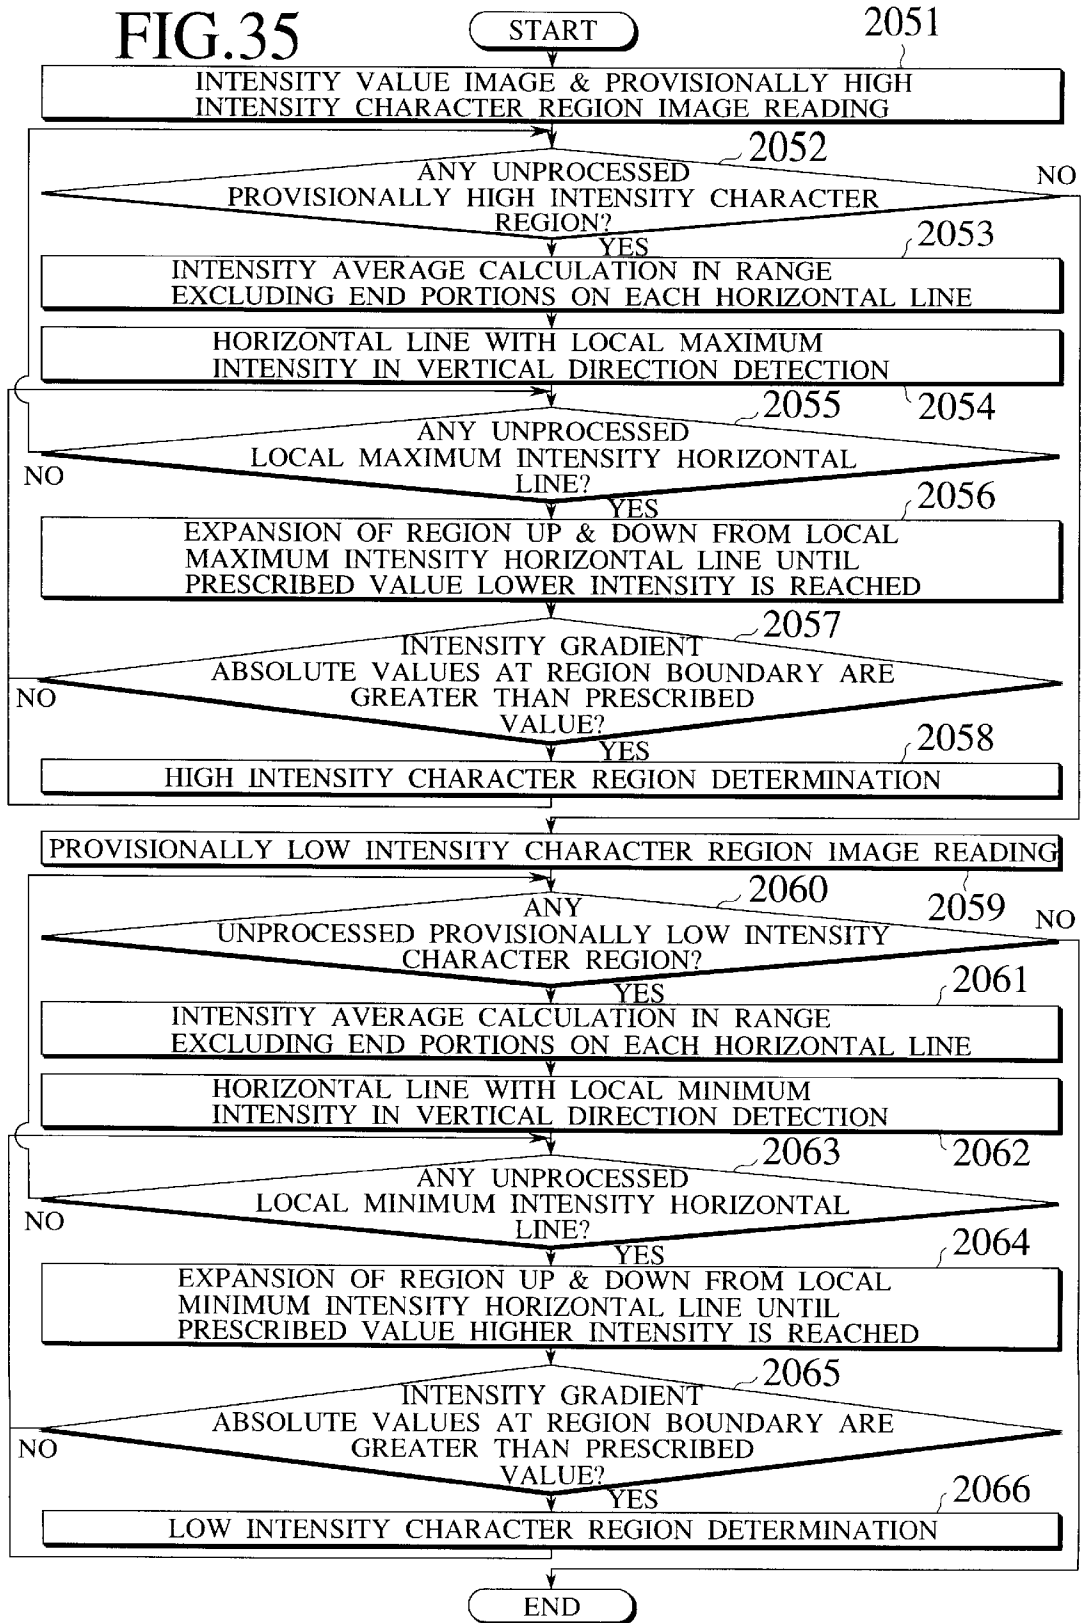 FIG.35
START
2051
INTENSITY VALUE IMAGE & PROVISIONALLY HIGH
INTENSITY CHARACTER REGION IMAGE READING
2052
NO
ANY UNPROCESSED
PROVISIONALLY HIGH INTENSITY CHARACTER
REGION?
YES
2053
INTENSITY AVERAGE CALCULATION IN RANGE
EXCLUDING END PORTIONS ON EACH HORIZONTAL LINE
HORIZONTAL LINE WITH LOCAL MAXIMUM
INTENSITY IN VERTICAL DIRECTION DETECTION
2054
2055
ANY UNPROCESSED
LOCAL MAXIMUM INTENSITY HORIZONTAL
LINE?
NO
YES
2056
EXPANSION OF REGION UP & DOWN FROM LOCAL
MAXIMUM INTENSITY HORIZONTAL LINE UNTIL
PRESCRIBED VALUE LOWER INTENSITY IS REACHED
2057
INTENSITY GRADIENT
ABSOLUTE VALUES AT REGION BOUNDARY ARE
GREATER THAN PRESCRIBED
VALUE?
NO
YES
2058
HIGH INTENSITY CHARACTER REGION DETERMINATION
PROVISIONALLY LOW INTENSITY CHARACTER REGION IMAGE READING
2059
2060
NO
ANY
UNPROCESSED PROVISIONALLY LOW INTENSITY
CHARACTER REGION?
YES
2061
INTENSITY AVERAGE CALCULATION IN RANGE
EXCLUDING END PORTIONS ON EACH HORIZONTAL LINE
HORIZONTAL LINE WITH LOCAL MINIMUM
INTENSITY IN VERTICAL DIRECTION DETECTION
2062
2063
ANY UNPROCESSED
LOCAL MINIMUM INTENSITY HORIZONTAL
LINE?
NO
YES
2064
EXPANSION OF REGION UP & DOWN FROM LOCAL
MINIMUM INTENSITY HORIZONTAL LINE UNTIL
PRESCRIBED VALUE HIGHER INTENSITY IS REACHED
2065
INTENSITY GRADIENT
ABSOLUTE VALUES AT REGION BOUNDARY ARE
GREATER THAN PRESCRIBED
VALUE?
NO
YES
2066
LOW INTENSITY CHARACTER REGION DETERMINATION
END